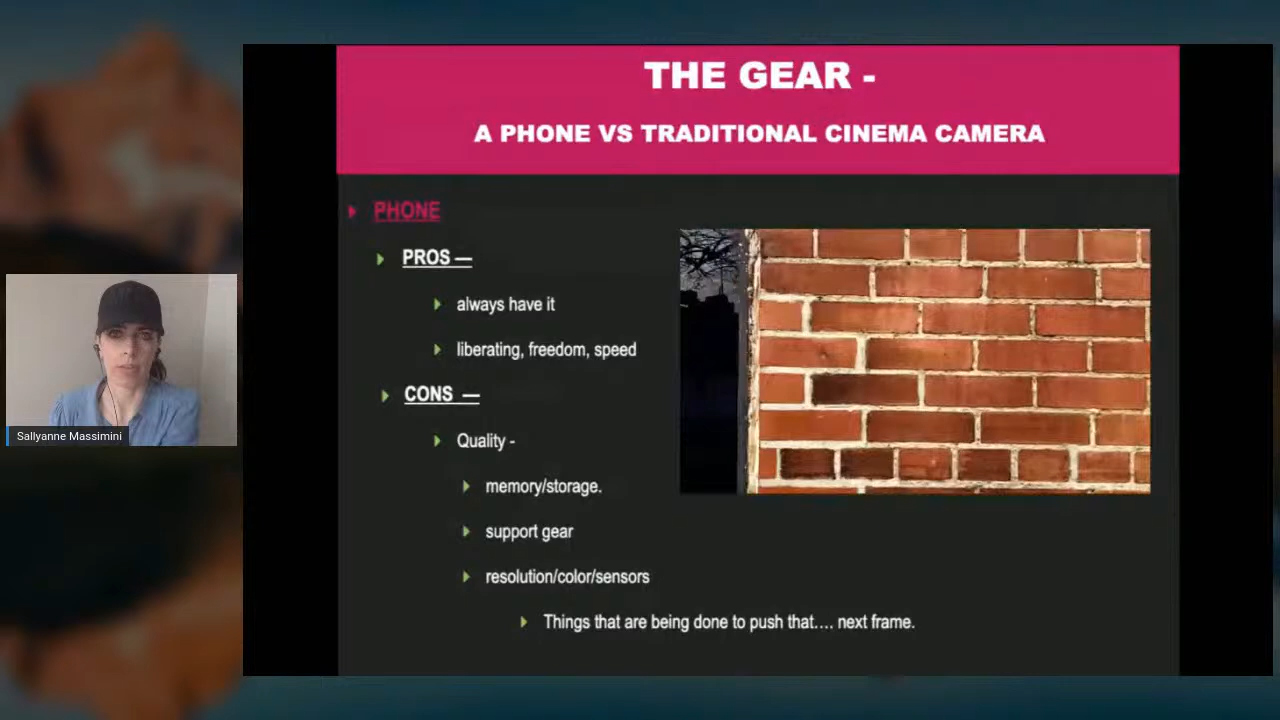 THE GEAR -
A PHONE VS TRADITIONAL CINEMA CAMERA
PHONE
PROS —
always have it
liberating, freedom, speed
CONS —
Quality -
memory/storage.
support gear
resolution/color/sensors
Things that are being done to push that.... next frame.
Sallyanne Massimini